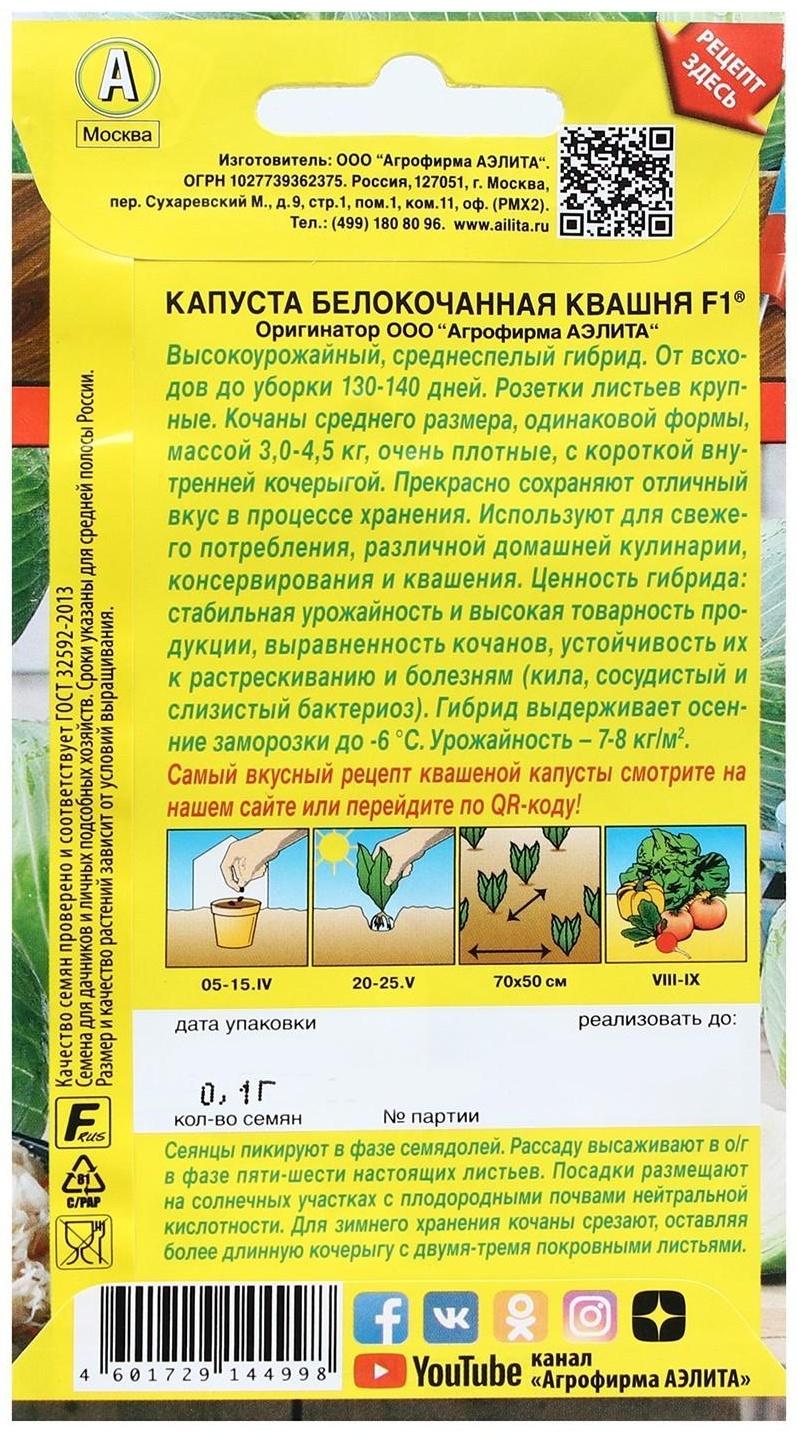 А
Москва
РЕЦЕПТ
ЗДЕСЬ
Изготовитель: ООО "Агрофирма АЭЛИТА".
ОГРН 1027739362375. Россия, 127051, г. Москва,
пер. Сухаревский М., д.9, стр.1, пом.1, ком.11, оф. (РМХ2).
Тел.: (499) 180 80 96. www.ailita.ru
КАПУСТА БЕЛОКОЧАННАЯ КВАШНЯ F1®
Оригинатор ООО "Агрофирма АЭЛИТА"
Высокоурожайный, среднеспелый гибрид. От всхо-
дов до уборки 130-140 дней. Розетки листьев круп-
ные. Кочаны среднего размера, одинаковой формы,
массой 3,0-4,5 кг, очень плотные, с короткой вну-
тренней кочерыгой. Прекрасно сохраняют отличный
вкус в процессе хранения. Используют для свеже-
го потребления, различной домашней кулинарии,
консервирования и квашения. Ценность гибрида:
стабильная урожайность и высокая товарность про-
дукции, выравненность кочанов, устойчивость их
к растрескиванию и болезням (кила, сосудистый и
слизистый бактериоз). Гибрид выдерживает осен-
ние заморозки до -6 °С. Урожайность – 7-8 кг/м².
Самый вкусный рецепт квашеной капусты смотрите на
нашем сайте или перейдите по QR-коду!
05-15.IV
20-25.V
70х50 см
VIII-IX
дата упаковки
реализовать до:
0,1Г
кол-во семян
№ партии
Сеянцы пикируют в фазе семядолей. Рассаду высаживают в о/г
в фазе пяти-шести настоящих листьев. Посадки размещают
на солнечных участках с плодородными почвами нейтральной
кислотности. Для зимнего хранения кочаны срезают, оставляя
более длинную кочерыгу с двумя-тремя покровными листьями.
Качество семян проверено и соответствует ГОСТ 32592-2013
Семена для дачников и личных подсобных хозяйств. Сроки указаны для средней полосы России.
Размер и качество растений зависит от условий выращивания.
F RUS
81
C/PAP
4 601729 144998
YouTube
канал
«Агрофирма АЭЛИТА»